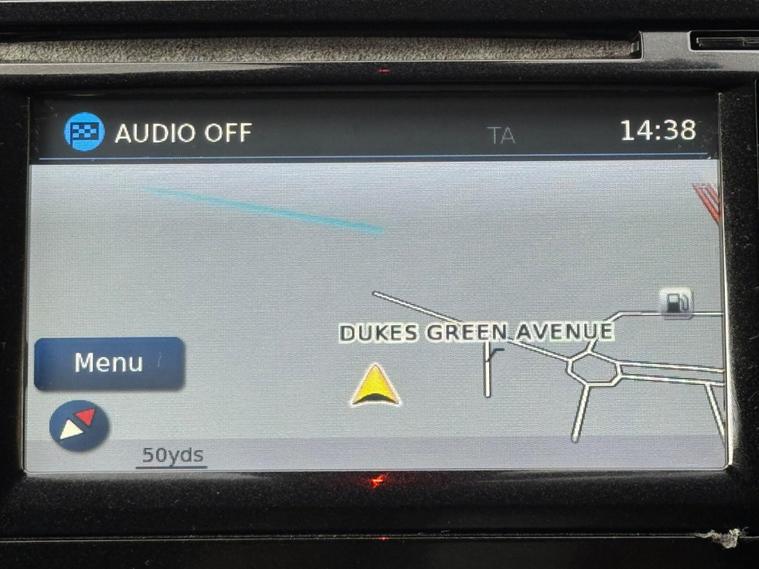 AUDIO OFF
TA
14:38
DUKES GREEN AVENUE
Menu
50yds